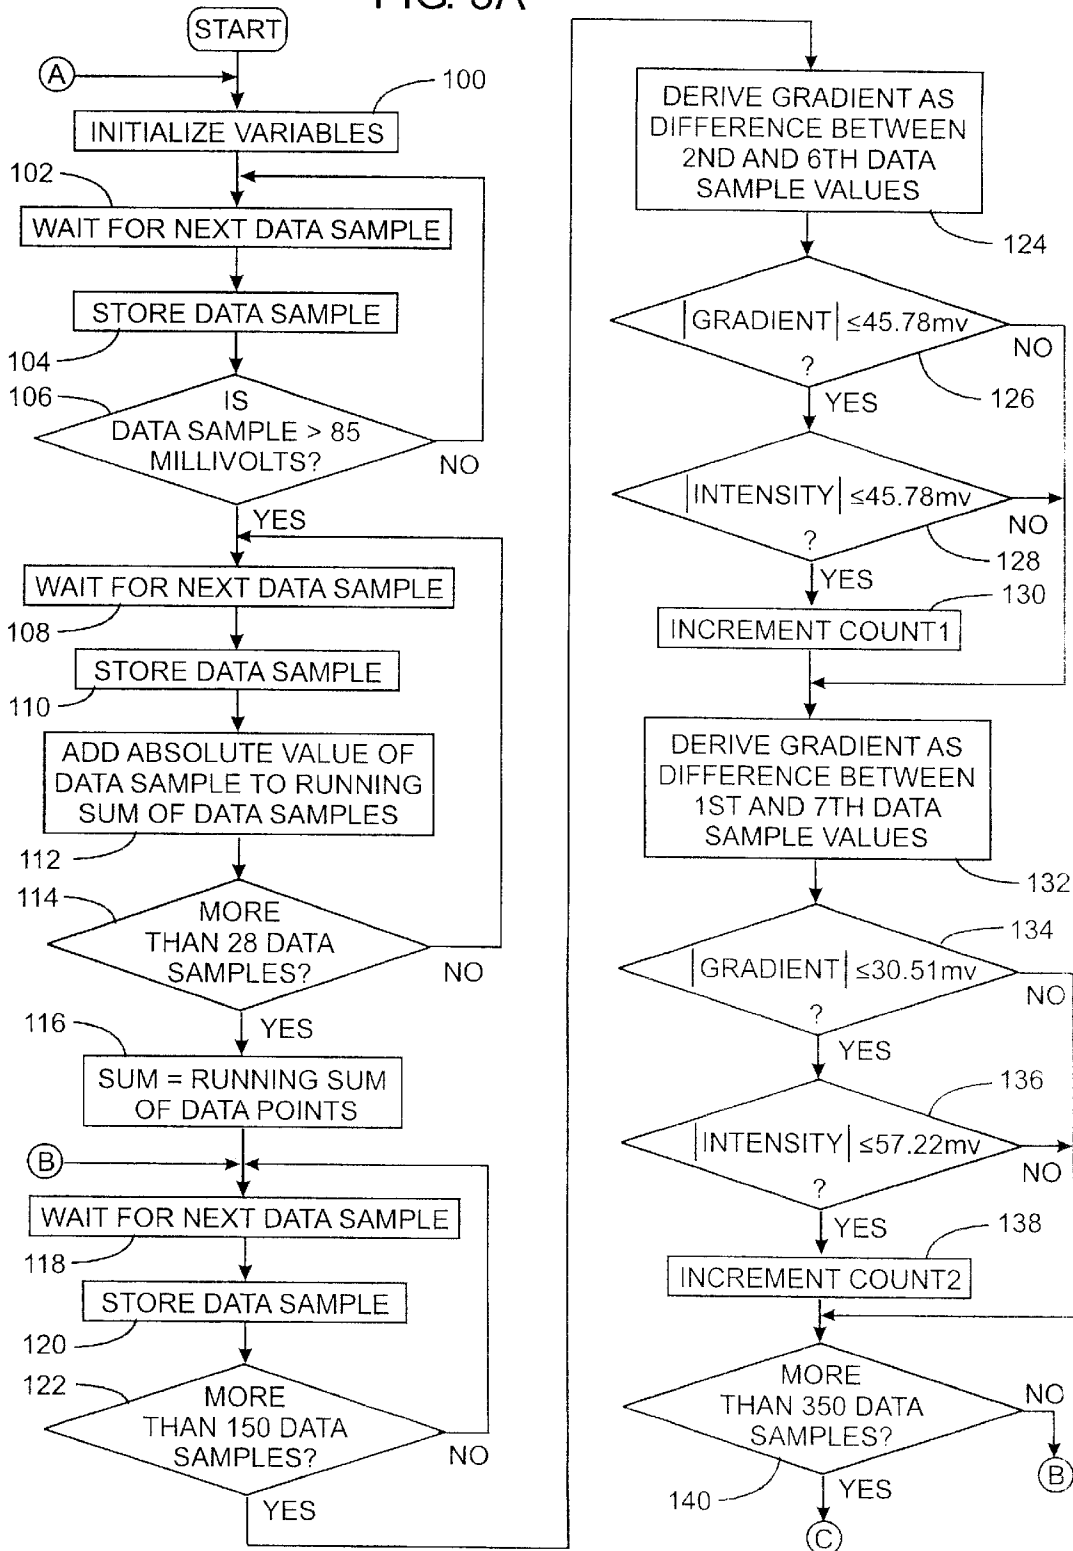 FIG. 8A
START
A
100
INITIALIZE VARIABLES
102
WAIT FOR NEXT DATA SAMPLE
STORE DATA SAMPLE
104
106
IS
DATA SAMPLE > 85
MILLIVOLTS?
NO
YES
WAIT FOR NEXT DATA SAMPLE
108
STORE DATA SAMPLE
110
ADD ABSOLUTE VALUE OF
DATA SAMPLE TO RUNNING
SUM OF DATA SAMPLES
112
114
MORE
THAN 28 DATA
SAMPLES?
NO
YES
116
SUM = RUNNING SUM
OF DATA POINTS
B
WAIT FOR NEXT DATA SAMPLE
118
STORE DATA SAMPLE
120
122
MORE
THAN 150 DATA
SAMPLES?
NO
YES
DERIVE GRADIENT AS
DIFFERENCE BETWEEN
2ND AND 6TH DATA
SAMPLE VALUES
124
|GRADIENT| ≤45.78mv
?
NO
126
YES
|INTENSITY| ≤45.78mv
?
NO
128
YES
130
INCREMENT COUNT1
DERIVE GRADIENT AS
DIFFERENCE BETWEEN
1ST AND 7TH DATA
SAMPLE VALUES
132
134
|GRADIENT| ≤30.51mv
?
NO
YES
136
|INTENSITY| ≤57.22mv
?
NO
YES
138
INCREMENT COUNT2
MORE
THAN 350 DATA
SAMPLES?
NO
B
140
YES
C